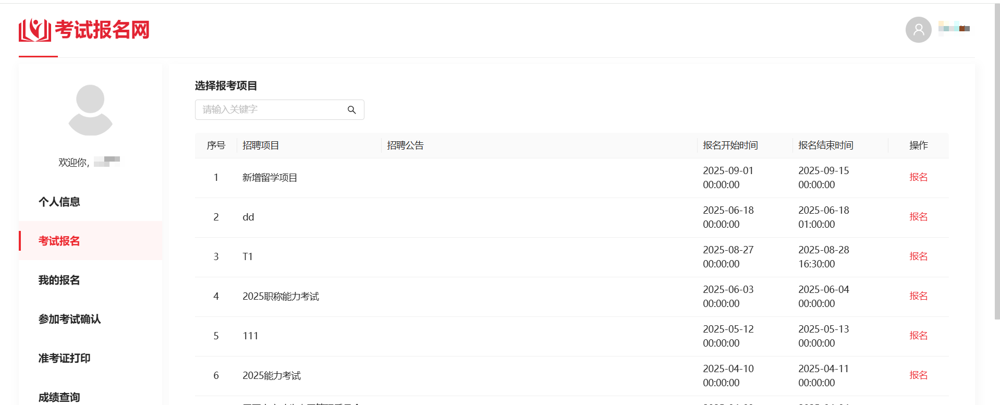 考试报名网
欢迎你，
个人信息
考试报名
我的报名
参加考试确认
准考证打印
成绩查询
选择报考项目
请输入关键字
序号 招聘项目 招聘公告 报名开始时间 报名结束时间 操作
1 新增留学项目 2025-09-01 00:00:00 2025-09-15 00:00:00 报名
2 dd 2025-06-18 00:00:00 2025-06-18 01:00:00 报名
3 T1 2025-08-27 00:00:00 2025-08-28 16:30:00 报名
4 2025职称能力考试 2025-06-03 00:00:00 2025-06-04 00:00:00 报名
5 111 2025-05-12 00:00:00 2025-05-13 00:00:00 报名
6 2025能力考试 2025-04-10 00:00:00 2025-04-11 00:00:00 报名